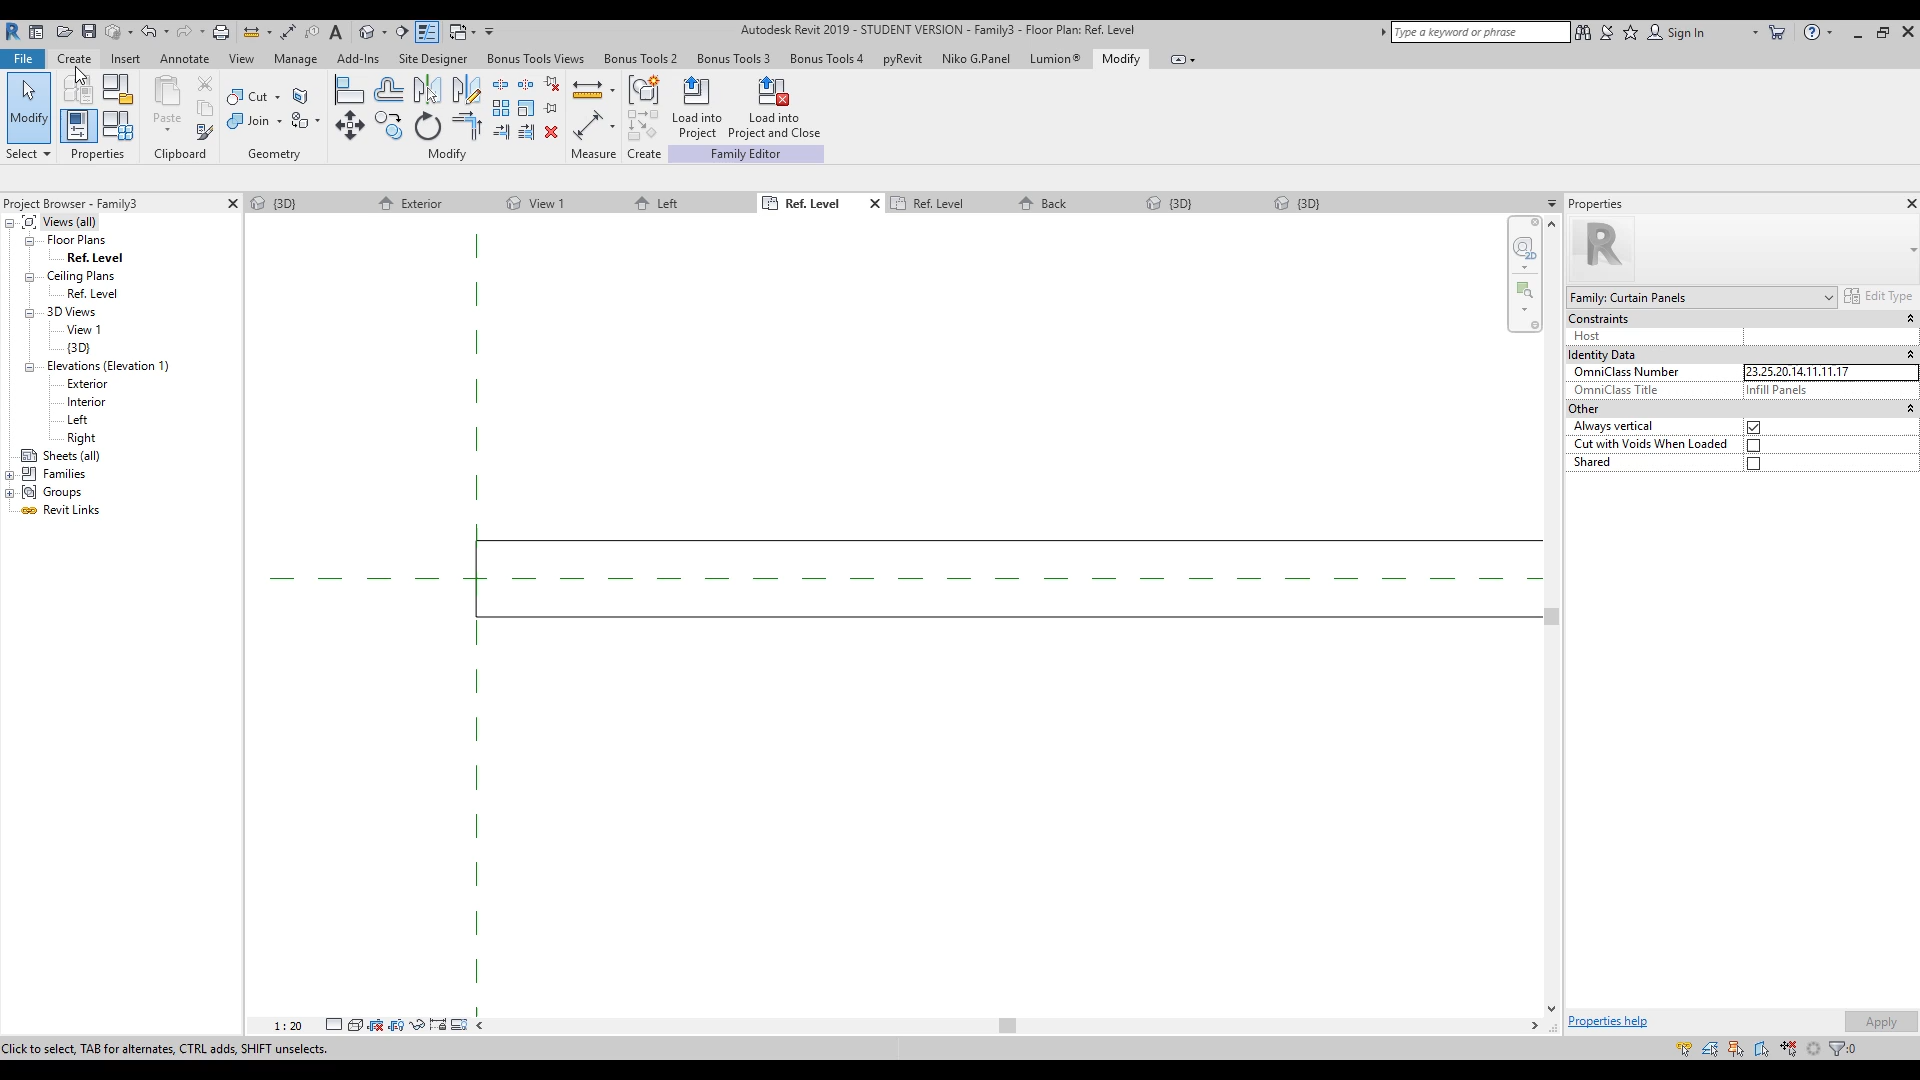 Autodesk Revit 2019 - STUDENT VERSION - Family3 - Floor Plan: Ref. Level
Type a keyword or phrase
Sign In
File Create Insert Annotate View Manage Add-Ins Site Designer Bonus Tools Views Bonus Tools 2 Bonus Tools 3 Bonus Tools 4 pyRevit Niko G.Panel Lumion® Modify
Modify
Paste
Cut
Join
Load into
Project
Load into
Project and Close
Select Properties Clipboard Geometry Modify Measure Create Family Editor
Project Browser - Family3
{3D} Exterior View 1 Left Ref. Level Ref. Level Back {3D} {3D}
Views (all)
Floor Plans
Ref. Level
Ceiling Plans
Ref. Level
3D Views
View 1
{3D}
Elevations (Elevation 1)
Exterior
Interior
Left
Right
Sheets (all)
Families
Groups
Revit Links
2D
1 : 20
Properties
R
Family: Curtain Panels
Edit Type
Constraints
Host
Identity Data
OmniClass Number 23.25.20.14.11.11.17
OmniClass Title Infill Panels
Other
Always vertical
Cut with Voids When Loaded
Shared
Properties help
Apply
Click to select, TAB for alternates, CTRL adds, SHIFT unselects.
:0